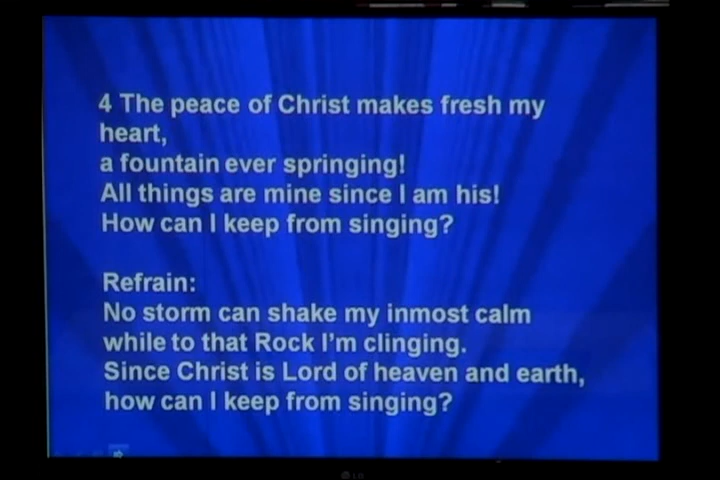 4 The peace of Christ makes fresh my
heart,
a fountain ever springing!
All things are mine since I am his!
How can I keep from singing?
Refrain:
No storm can shake my inmost calm
while to that Rock I'm clinging.
Since Christ is Lord of heaven and earth,
how can I keep from singing?
LG